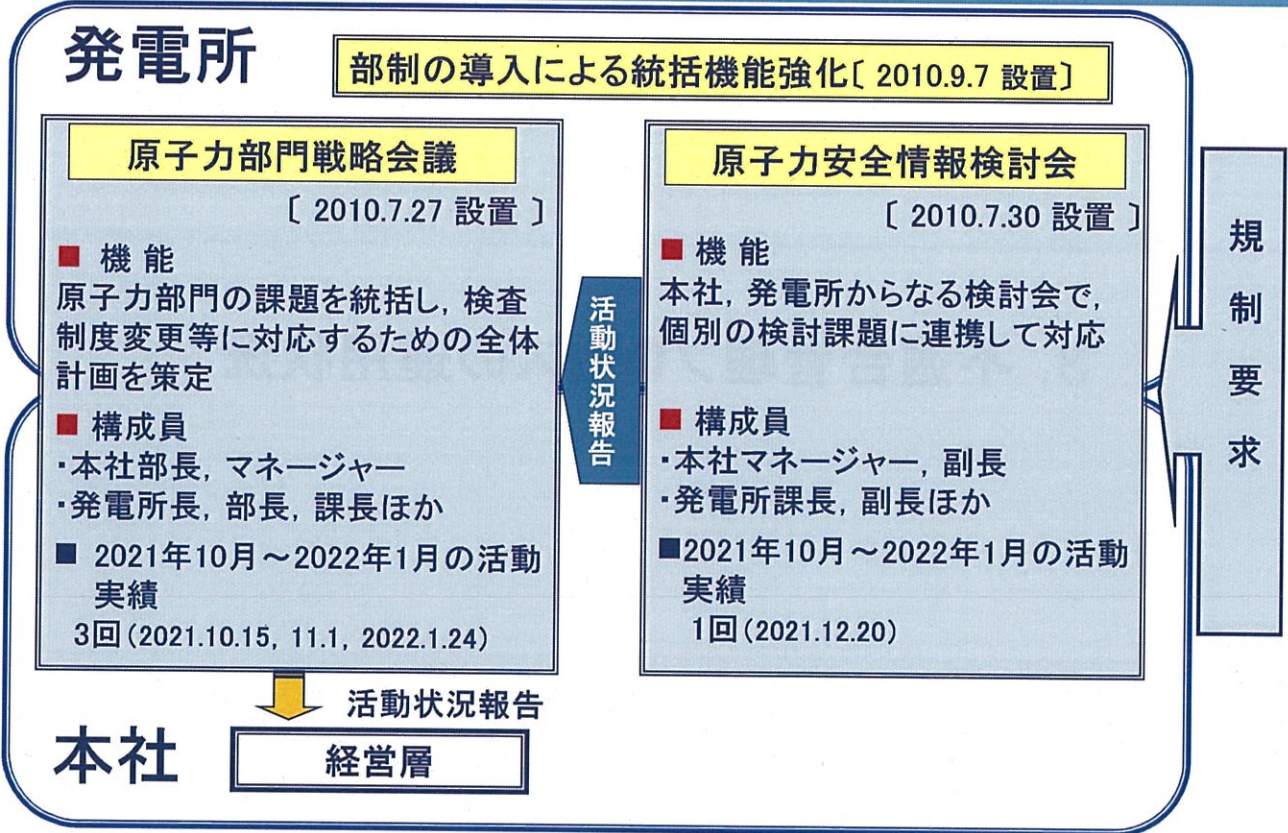 発電所
部制の導入による統括機能強化〔 2010.9.7 設置〕
原子力部門戦略会議
〔 2010.7.27 設置 〕
■ 機 能
原子力部門の課題を統括し，検査
制度変更等に対応するための全体
計画を策定
■ 構成員
・本社部長，マネージャー
・発電所長，部長，課長ほか
■ 2021年10月～2022年1月の活動
実績
3回（2021.10.15，11.1，2022.1.24）
活動状況報告
原子力安全情報検討会
〔 2010.7.30 設置 〕
■ 機 能
本社，発電所からなる検討会で，
個別の検討課題に連携して対応
■ 構成員
・本社マネージャー，副長
・発電所課長，副長ほか
■2021年10月～2022年1月の活動
実績
1回（2021.12.20）
規制要求
活動状況報告
本社
経営層